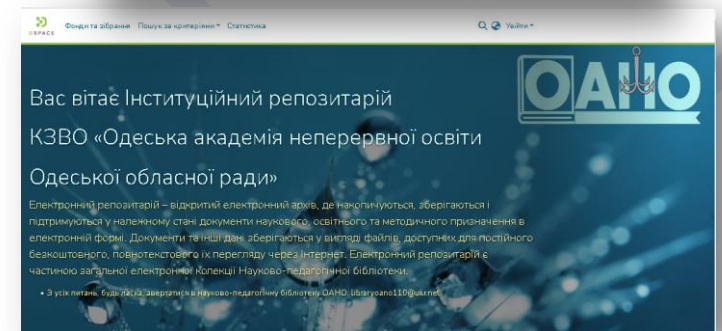 DSPACE
Фонди та зібрання Пошук за критеріями Статистика Увійти
ОАНО
Вас вітає Інституційний репозитарій
КЗВО «Одеська академія неперервної освіти
Одеської обласної ради»
Електронний репозитарій – відкритий електронний архів, де накопичуються, зберігаються і
підтримуються у належному стані документи наукового, освітнього та методичного призначення в
електронній формі. Документи та інші дані зберігаються у вигляді файлів, доступних для постійного
безкоштовного, повнотекстового їх перегляду через Інтернет. Електронний репозитарій є
частиною загальної електронної колекції Науково-педагогічної бібліотеки.
• З усіх питань, будь ласка, звертатися в науково-педагогічну бібліотеку ОАНО: libraryoano110@ukr.net